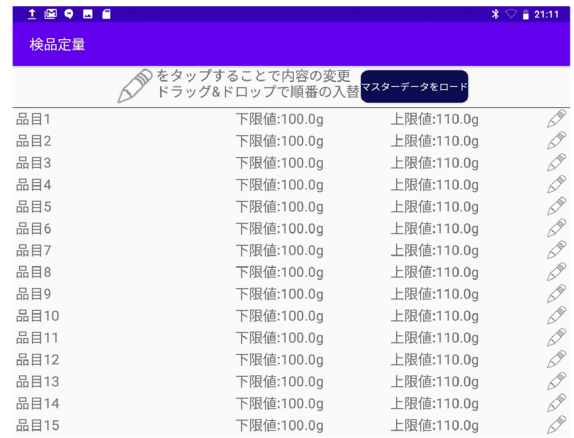 21:11
検品定量
をタップすることで内容の変更
ドラッグ&ドロップで順番の入替
マスターデータをロード
品目1 下限値:100.0g 上限値:110.0g
品目2 下限値:100.0g 上限値:110.0g
品目3 下限値:100.0g 上限値:110.0g
品目4 下限値:100.0g 上限値:110.0g
品目5 下限値:100.0g 上限値:110.0g
品目6 下限値:100.0g 上限値:110.0g
品目7 下限値:100.0g 上限値:110.0g
品目8 下限値:100.0g 上限値:110.0g
品目9 下限値:100.0g 上限値:110.0g
品目10 下限値:100.0g 上限値:110.0g
品目11 下限値:100.0g 上限値:110.0g
品目12 下限値:100.0g 上限値:110.0g
品目13 下限値:100.0g 上限値:110.0g
品目14 下限値:100.0g 上限値:110.0g
品目15 下限値:100.0g 上限値:110.0g